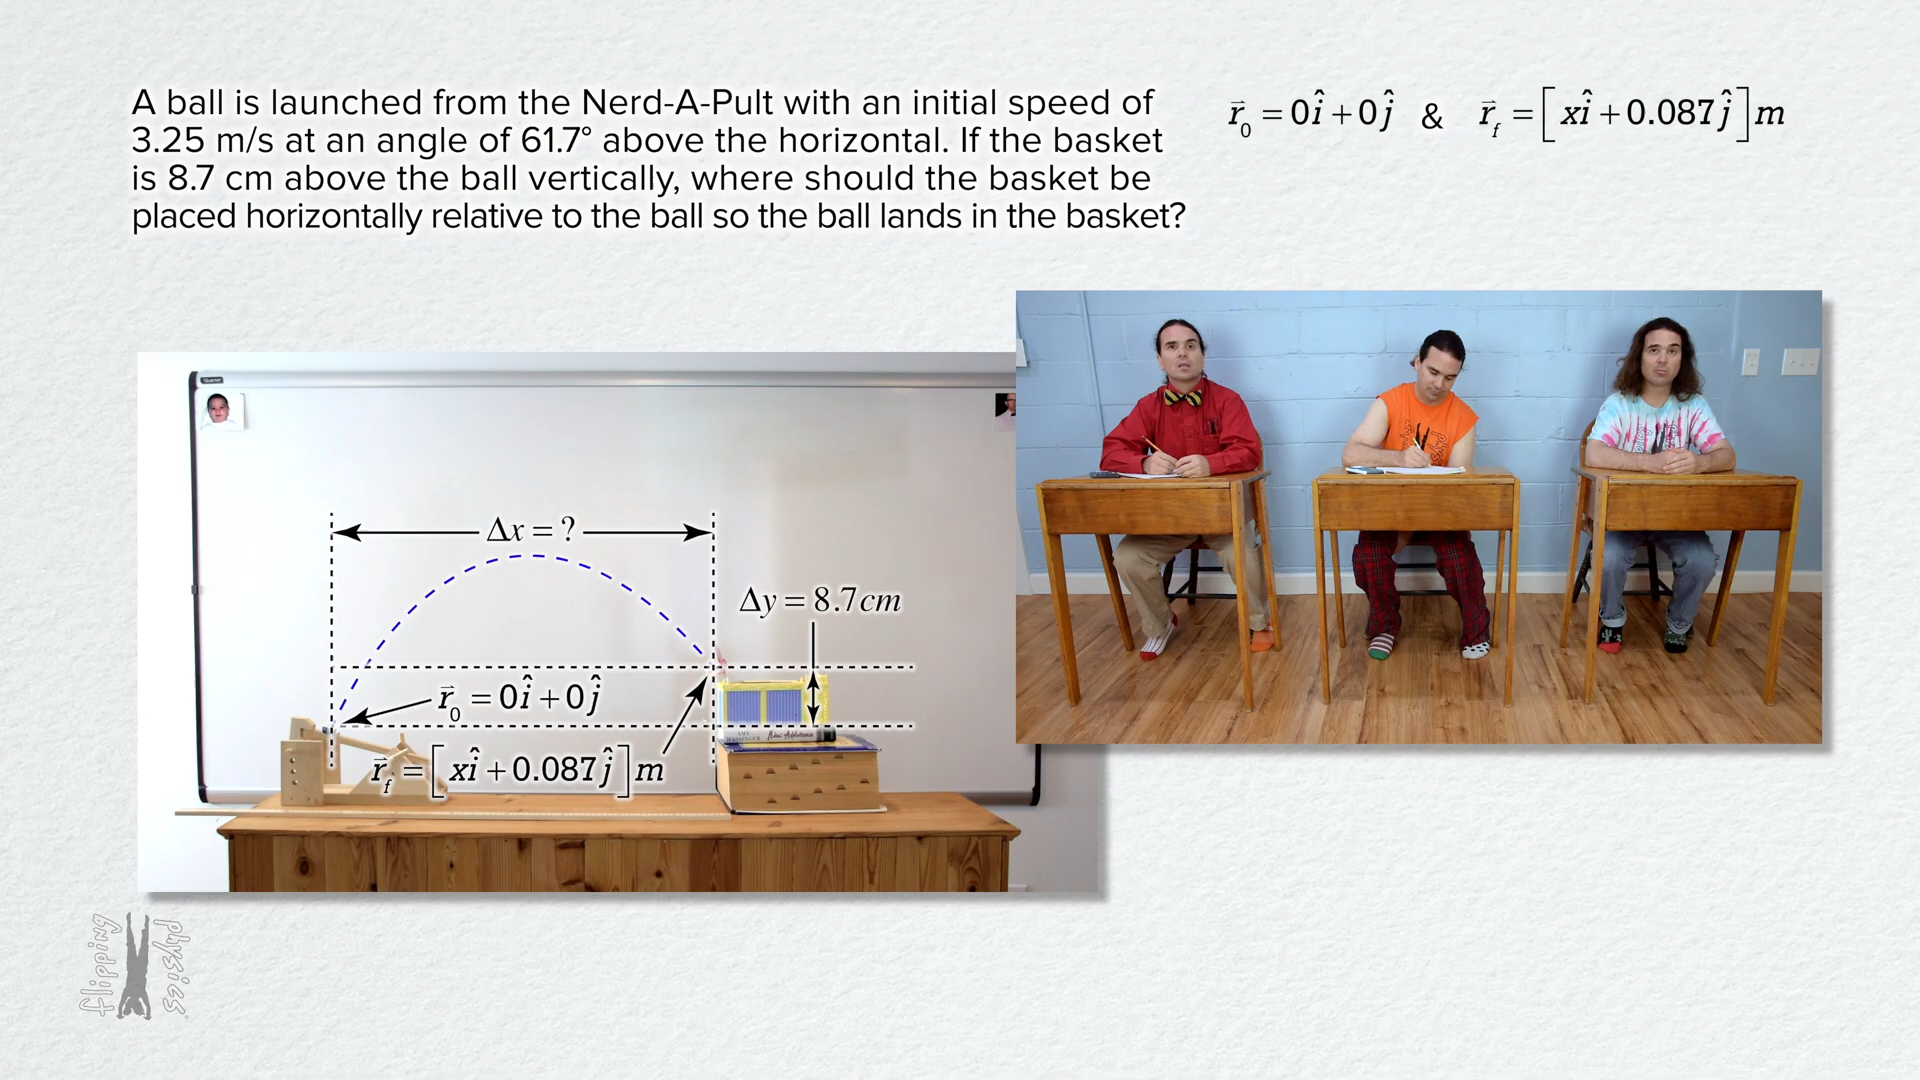 A ball is launched from the Nerd-A-Pult with an initial speed of
3.25 m/s at an angle of 61.7° above the horizontal. If the basket
is 8.7 cm above the ball vertically, where should the basket be
placed horizontally relative to the ball so the ball lands in the basket?
r⃗₀ = 0î + 0ĵ & r⃗_f = [xî + 0.087ĵ]m
Quartet
Δx = ?
Δy = 8.7cm
r⃗₀ = 0î + 0ĵ
r⃗_f = [xî + 0.087ĵ]m
flipping
physics